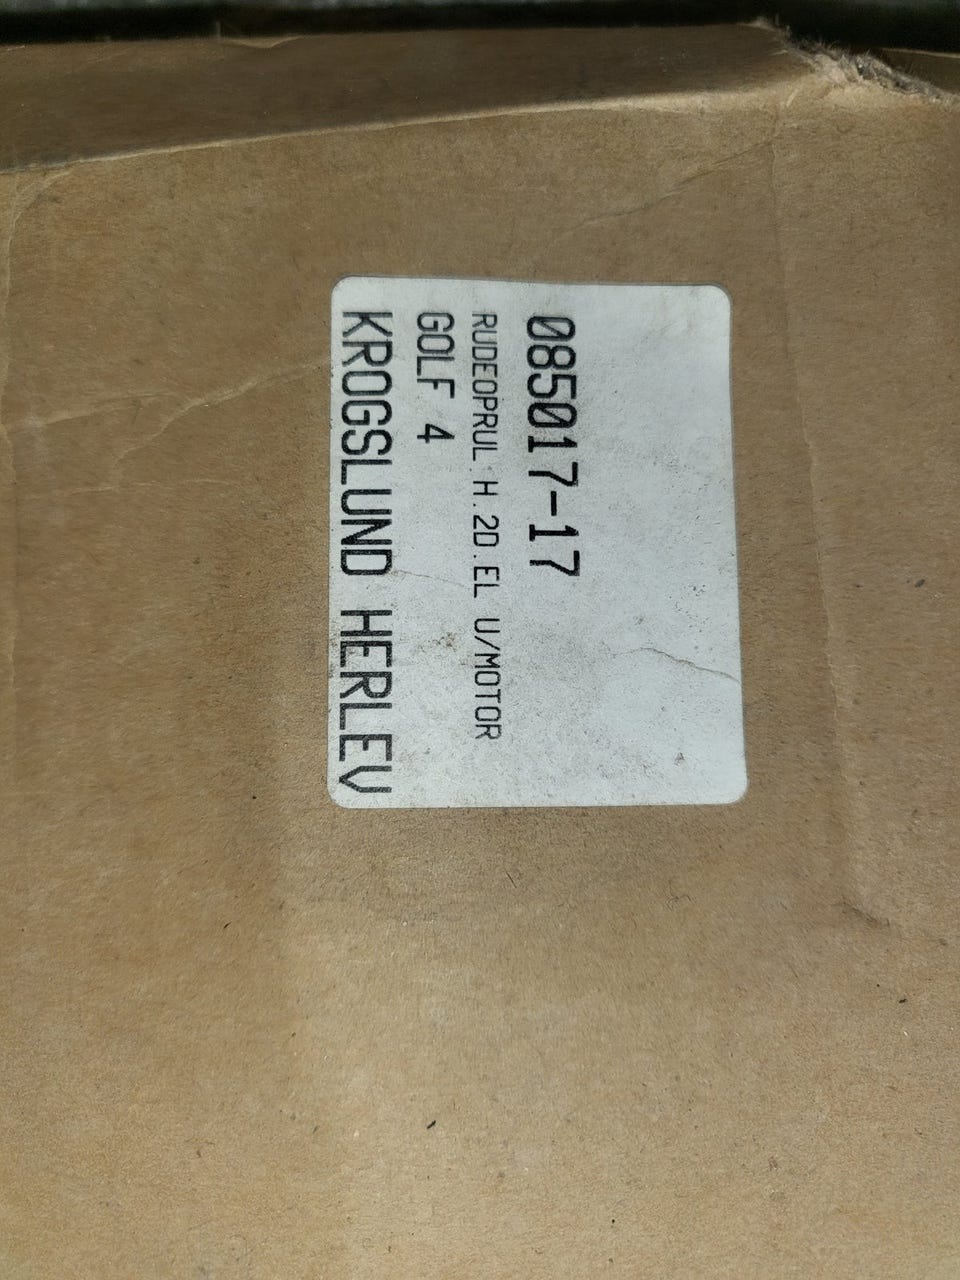 085017-17
RUDEOPRUL.H.2D.EL U/MOTOR
GOLF 4
KROGSLUND HERLEV